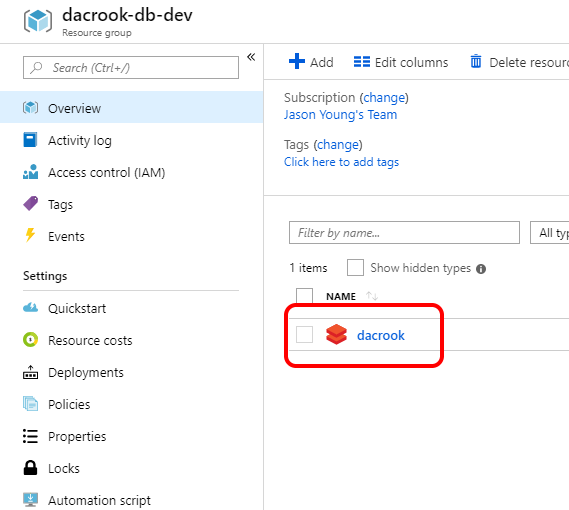 dacrook-db-dev
Resource group
Search (Ctrl+/)
«
Overview
Activity log
Access control (IAM)
Tags
Events
Settings
Quickstart
Resource costs
Deployments
Policies
Properties
Locks
Automation script
Add Edit columns Delete resour
Subscription (change)
Jason Young's Team
Tags (change)
Click here to add tags
Filter by name... All typ
1 items Show hidden types
NAME
dacrook